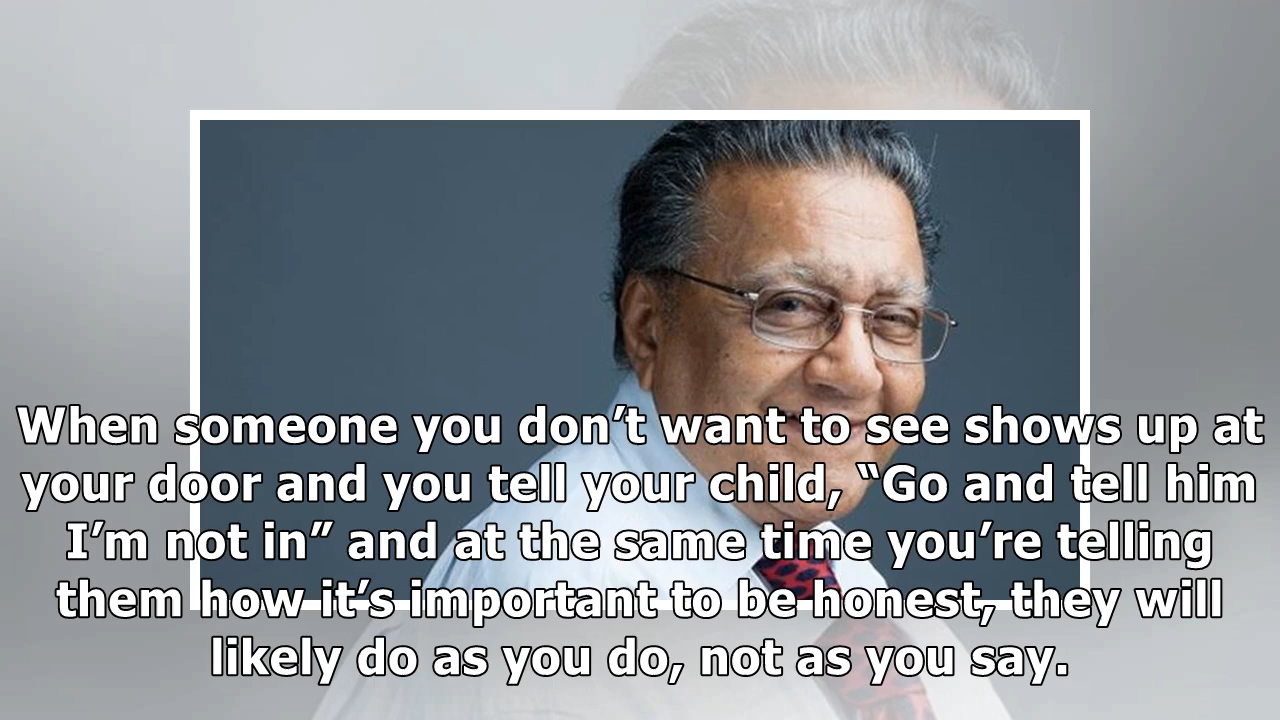 When someone you don’t want to see shows up at
your door and you tell your child, “Go and tell him
I’m not in” and at the same time you’re telling
them how it’s important to be honest, they will
likely do as you do, not as you say.